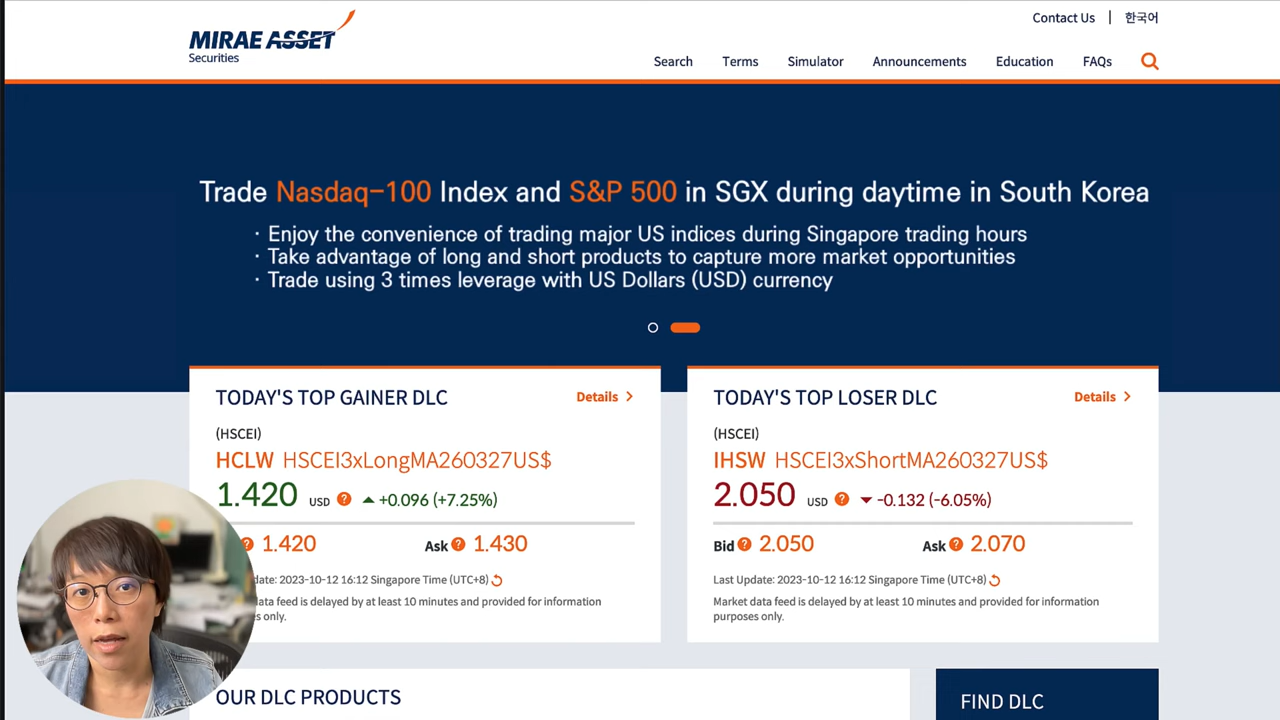 Contact Us | 한국어
MIRAE ASSET
Securities
Search Terms Simulator Announcements Education FAQs
Trade Nasdaq-100 Index and S&P 500 in SGX during daytime in South Korea
· Enjoy the convenience of trading major US indices during Singapore trading hours
· Take advantage of long and short products to capture more market opportunities
· Trade using 3 times leverage with US Dollars (USD) currency
TODAY'S TOP GAINER DLC
Details
(HSCEI)
HCLW HSCEI3xLongMA260327US$
1.420 USD ? +0.096 (+7.25%)
? 1.420 Ask ? 1.430
date: 2023-10-12 16:12 Singapore Time (UTC+8)
data feed is delayed by at least 10 minutes and provided for information
only.
TODAY'S TOP LOSER DLC
Details
(HSCEI)
IHSW HSCEI3xShortMA260327US$
2.050 USD ? -0.132 (-6.05%)
Bid ? 2.050 Ask ? 2.070
Last Update: 2023-10-12 16:12 Singapore Time (UTC+8)
Market data feed is delayed by at least 10 minutes and provided for information
purposes only.
OUR DLC PRODUCTS
FIND DLC